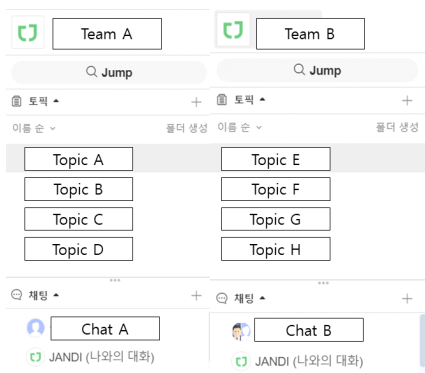 Team A
Jump
토픽
이름 순 폴더 생성
Topic A
Topic B
Topic C
Topic D
채팅
Chat A
JANDI (나와의 대화)
Team B
Jump
토픽
이름 순 폴더 생성
Topic E
Topic F
Topic G
Topic H
채팅
Chat B
JANDI (나와의 대화)